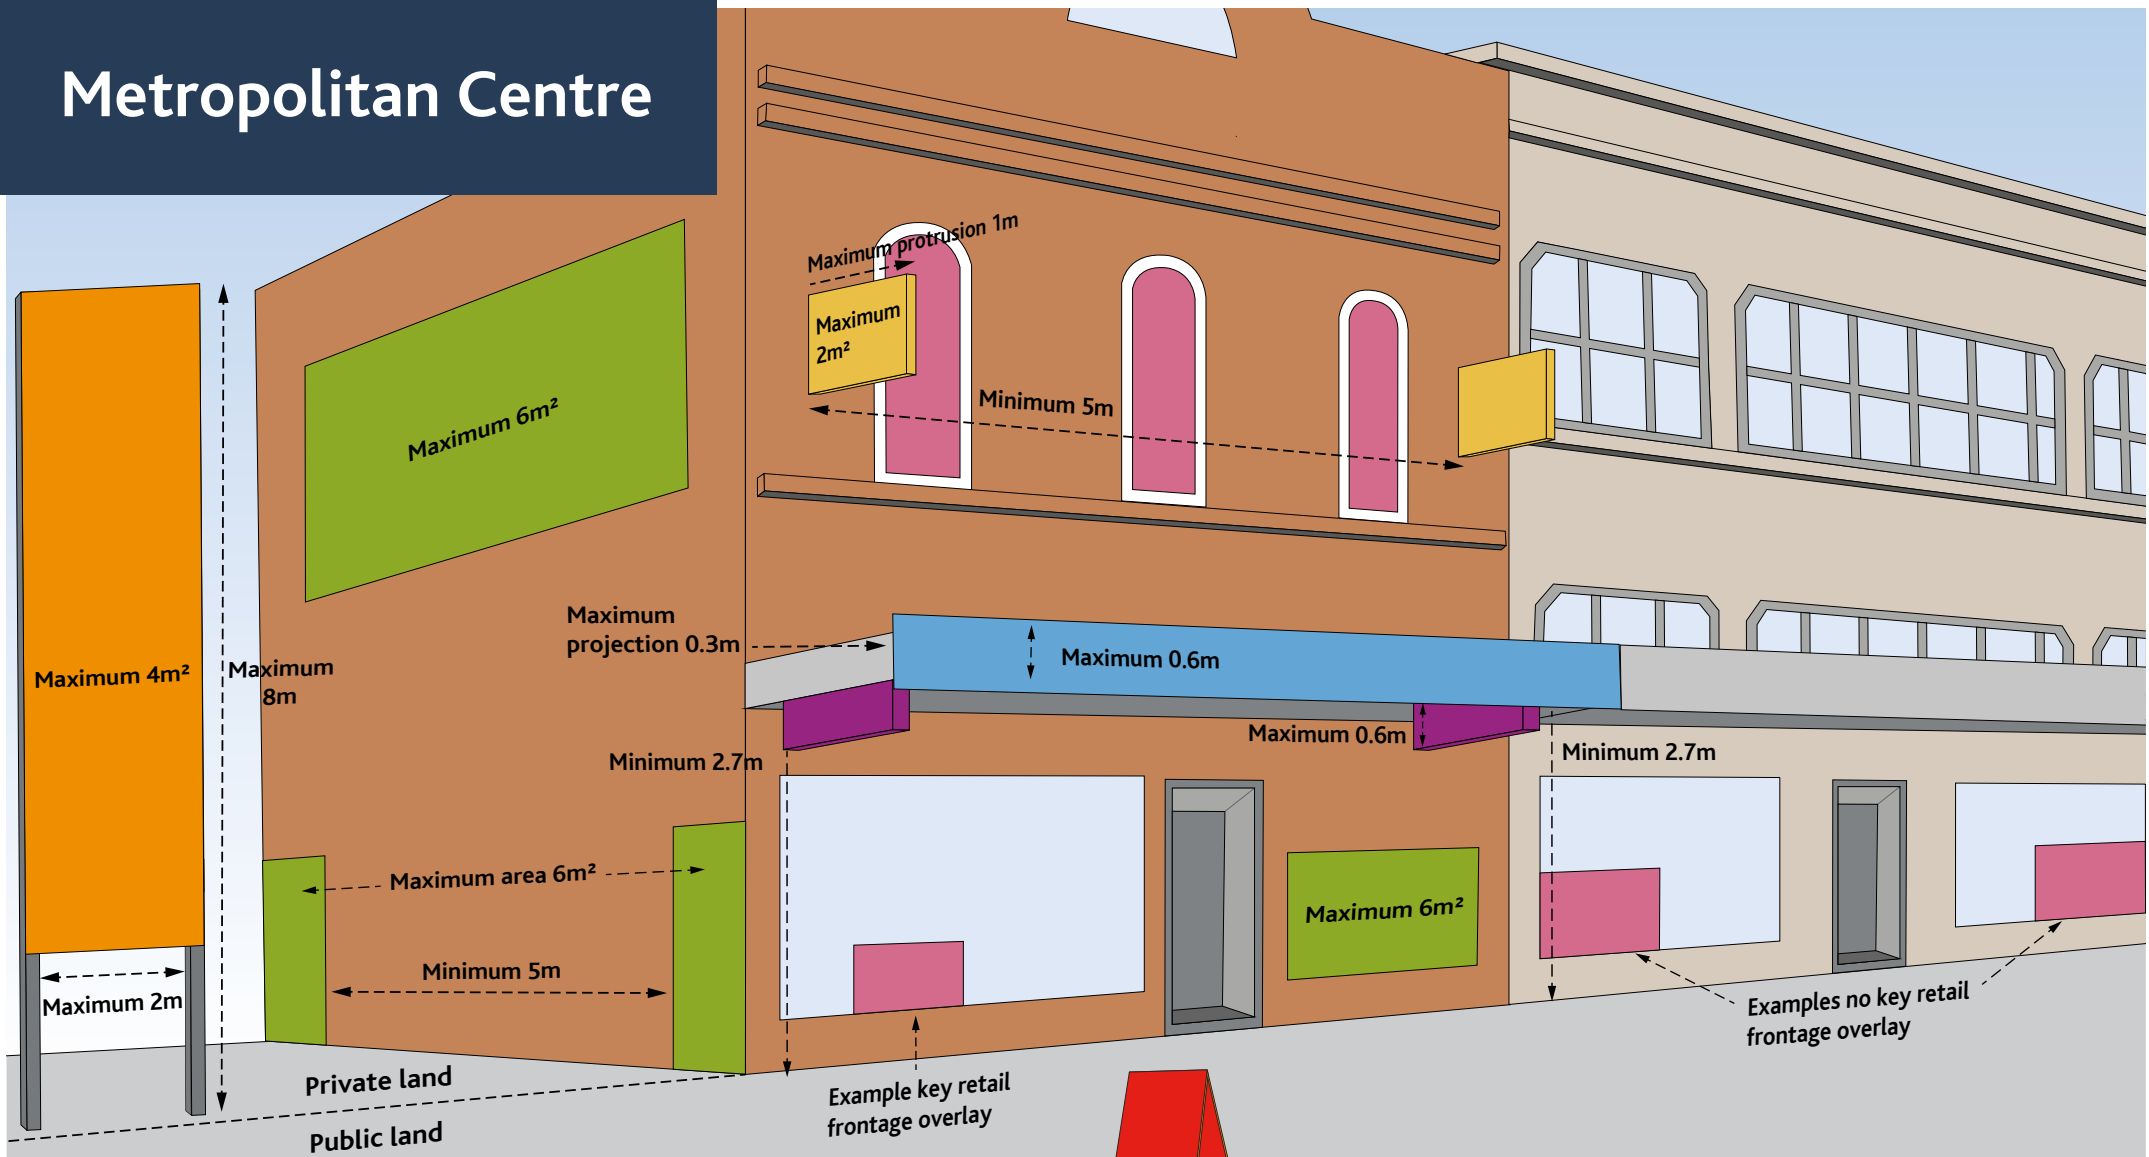 Metropolitan Centre
Maximum protrusion 1m
Maximum
2m²
Maximum 6m²
Minimum 5m
Maximum
projection 0.3m
Maximum 0.6m
Maximum 4m²
Maximum
8m
Maximum 0.6m
Minimum 2.7m
Minimum 2.7m
Maximum area 6m²
Maximum 6m²
Minimum 5m
Maximum 2m
Examples no key retail
frontage overlay
Example key retail
frontage overlay
Private land
Public land